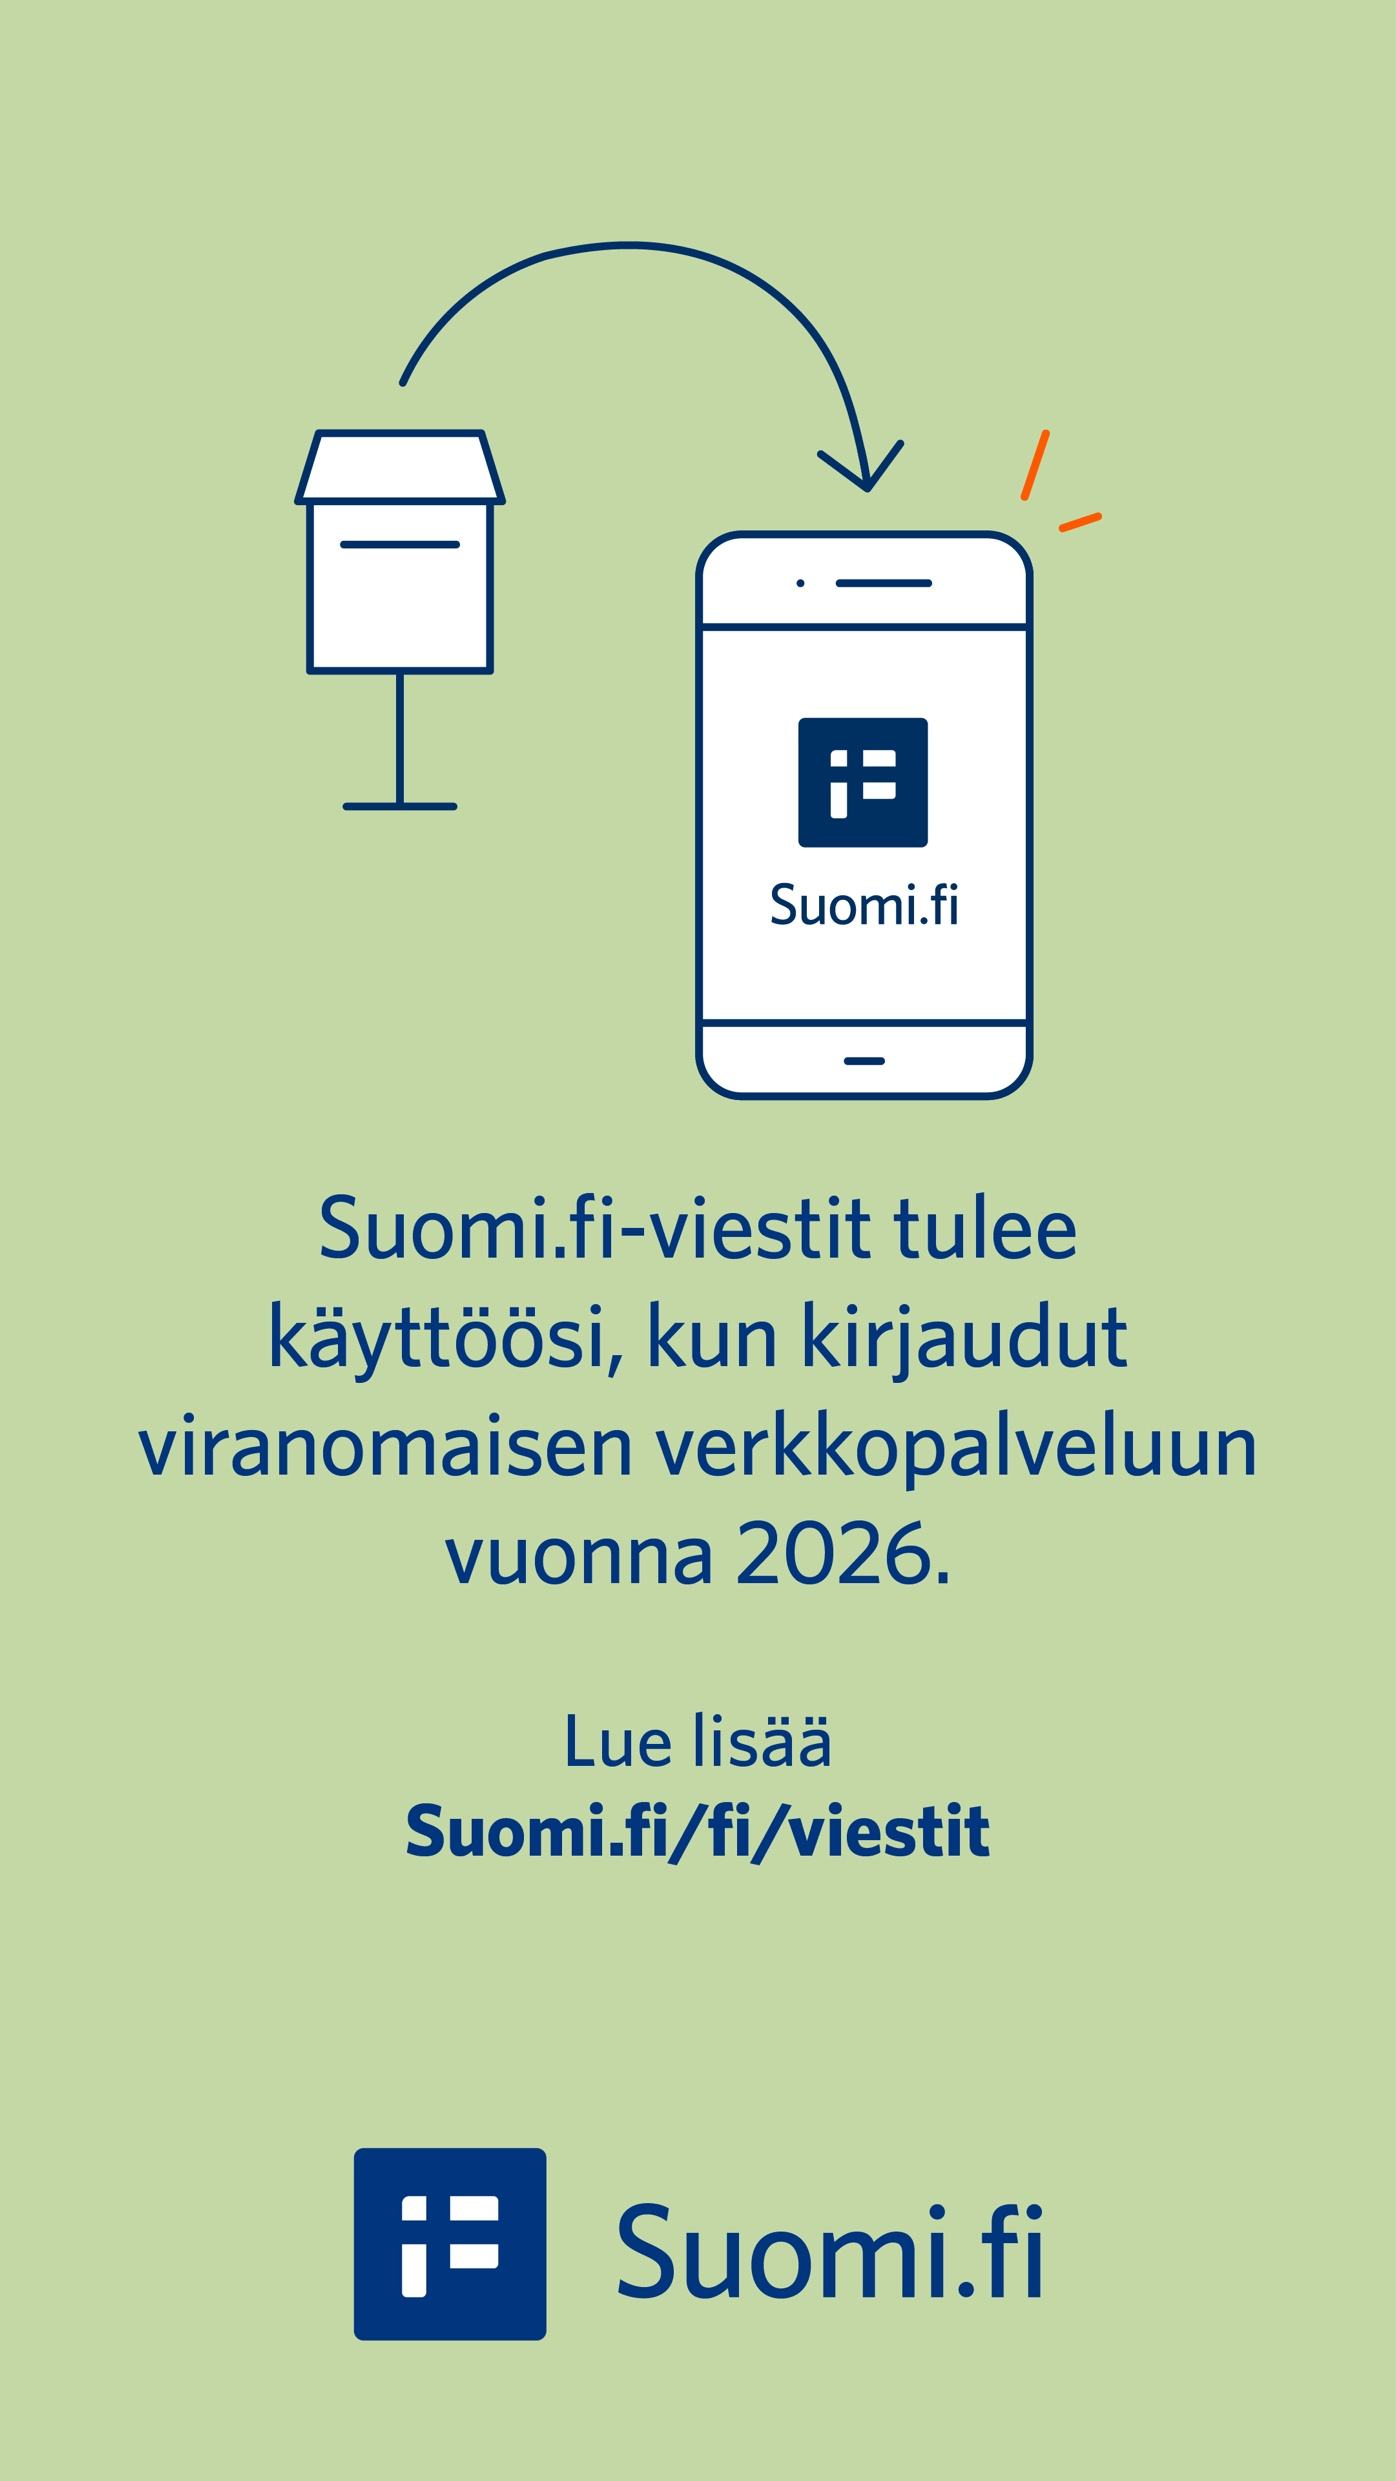 Suomi.fi
Suomi.fi-viestit tulee
käyttöösi, kun kirjaudut
viranomaisen verkkopalveluun
vuonna 2026.
Lue lisää
Suomi.fi/fi/viestit
Suomi.fi